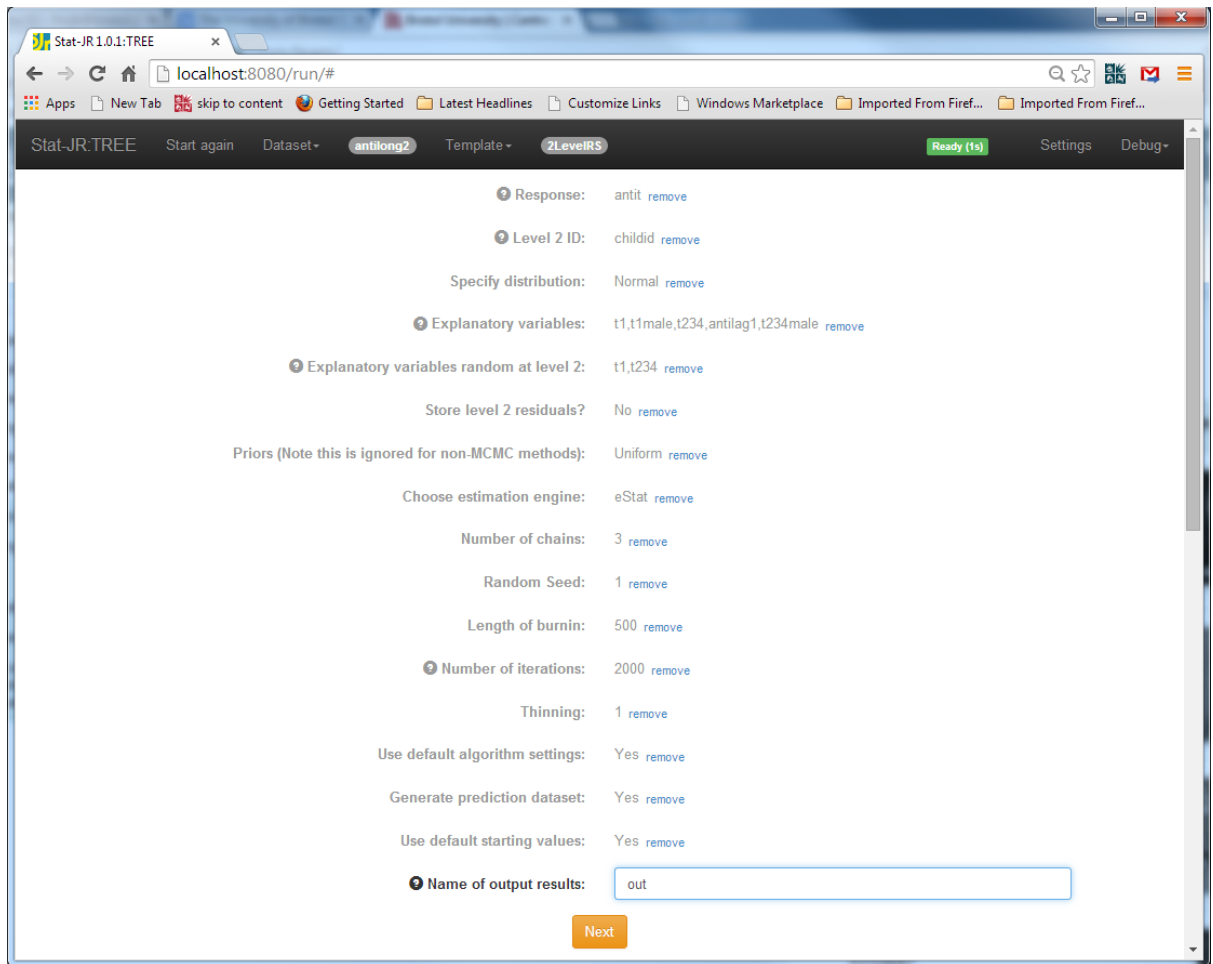 Stat-JR 1.0.1:TREE
localhost:8080/run/#
Apps New Tab skip to content Getting Started Latest Headlines Customize Links Windows Marketplace Imported From Firef... Imported From Firef...
Stat-JR:TREE Start again Dataset antilong2 Template 2LevelRS Ready (1s) Settings Debug
Response: antit remove
Level 2 ID: childid remove
Specify distribution: Normal remove
Explanatory variables: t1,t1male,t234,antilag1,t234male remove
Explanatory variables random at level 2: t1,t234 remove
Store level 2 residuals? No remove
Priors (Note this is ignored for non-MCMC methods): Uniform remove
Choose estimation engine: eStat remove
Number of chains: 3 remove
Random Seed: 1 remove
Length of burnin: 500 remove
Number of iterations: 2000 remove
Thinning: 1 remove
Use default algorithm settings: Yes remove
Generate prediction dataset: Yes remove
Use default starting values: Yes remove
Name of output results: out
Next